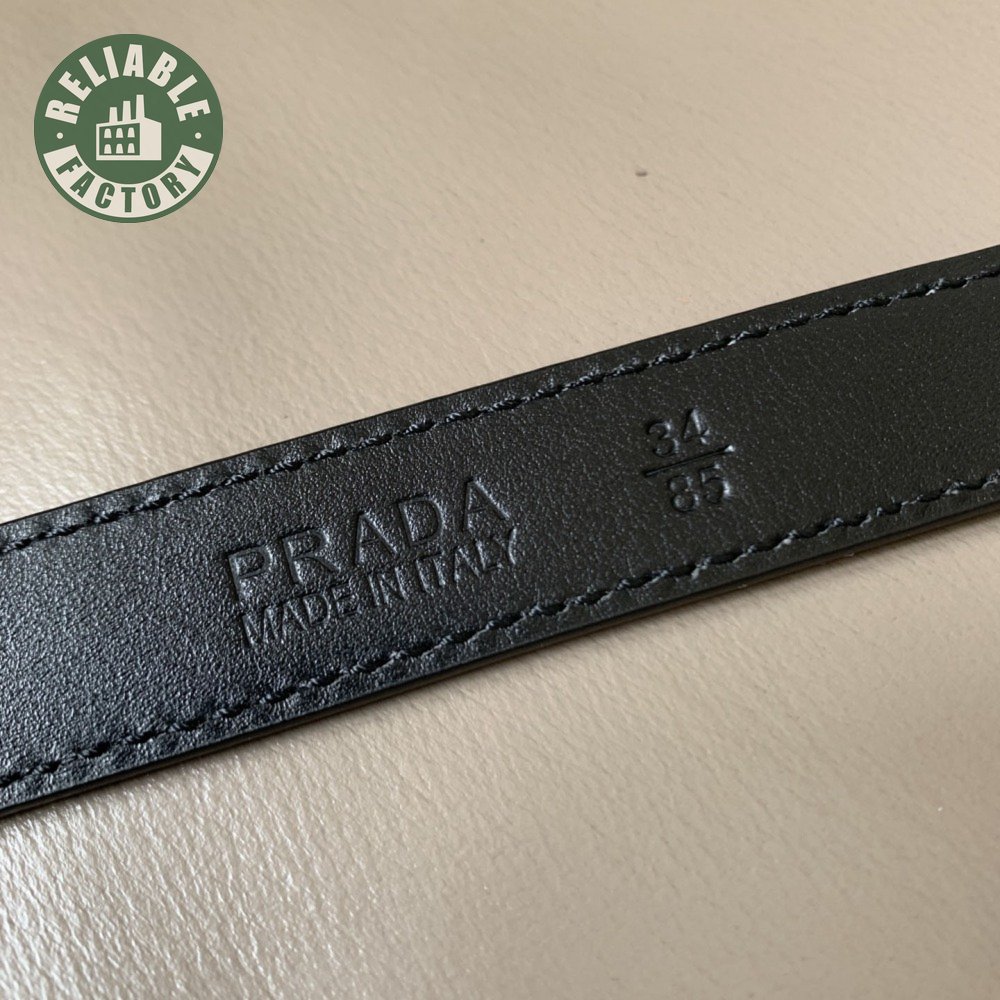 RELIABLE
FACTORY
34
85
PRADA
MADE IN ITALY